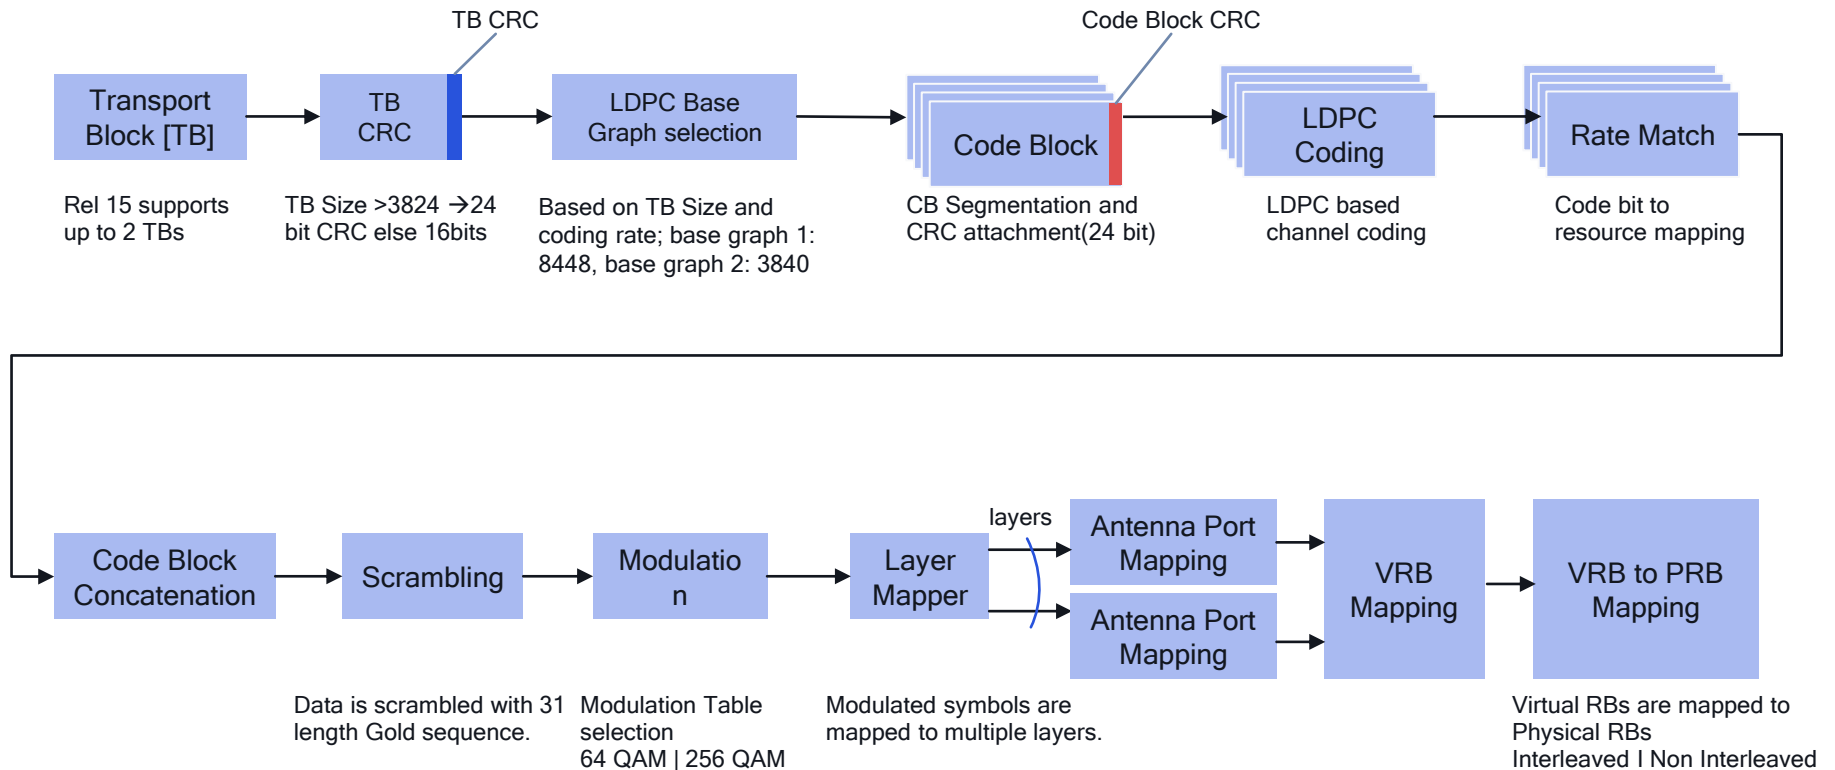 TB CRC
Code Block CRC
Transport
Block [TB]
TB
CRC
LDPC Base
Graph selection
Code Block
LDPC
Coding
Rate Match
Rel 15 supports
up to 2 TBs
TB Size >3824 →24
bit CRC else 16bits
Based on TB Size and
coding rate; base graph 1:
8448, base graph 2: 3840
CB Segmentation and
CRC attachment(24 bit)
LDPC based
channel coding
Code bit to
resource mapping
Code Block
Concatenation
Scrambling
Modulatio
n
Layer
Mapper
layers
Antenna Port
Mapping
Antenna Port
Mapping
VRB
Mapping
VRB to PRB
Mapping
Data is scrambled with 31
length Gold sequence.
Modulation Table
selection
64 QAM | 256 QAM
Modulated symbols are
mapped to multiple layers.
Virtual RBs are mapped to
Physical RBs
Interleaved I Non Interleaved